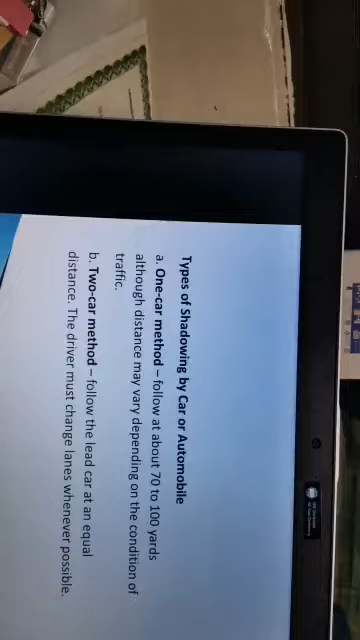 Types of Shadowing by Car or Automobile
a. One-car method – follow at about 70 to 100 yards
although distance may vary depending on the condition of
traffic.
b. Two-car method – follow the lead car at an equal
distance. The driver must change lanes whenever possible.